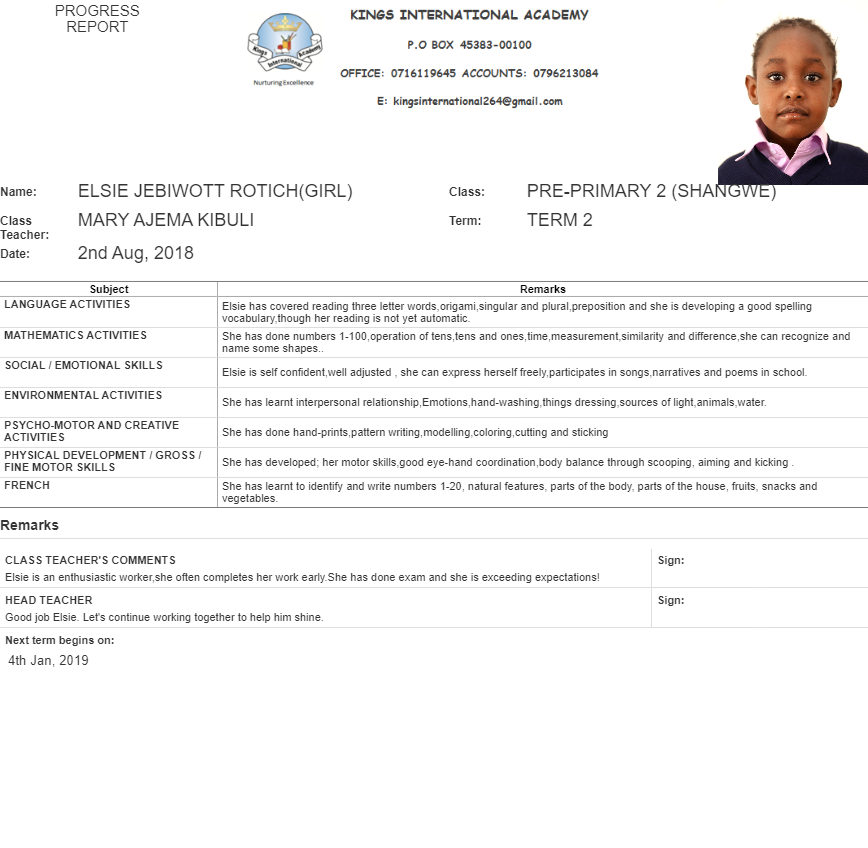 PROGRESS
REPORT
Kings International Academy
Nurturing Excellence
KINGS INTERNATIONAL ACADEMY
P.O BOX 45383-00100
OFFICE: 0716119645 ACCOUNTS: 0796213084
E: kingsinternational264@gmail.com
Name: ELSIE JEBIWOTT ROTICH(GIRL) Class: PRE-PRIMARY 2 (SHANGWE)
Class Teacher: MARY AJEMA KIBULI Term: TERM 2
Date: 2nd Aug, 2018
Subject Remarks
LANGUAGE ACTIVITIES
Elsie has covered reading three letter words,origami,singular and plural,preposition and she is developing a good spelling
vocabulary,though her reading is not yet automatic.
MATHEMATICS ACTIVITIES
She has done numbers 1-100,operation of tens,tens and ones,time,measurement,similarity and difference,she can recognize and
name some shapes..
SOCIAL / EMOTIONAL SKILLS
Elsie is self confident,well adjusted , she can express herself freely,participates in songs,narratives and poems in school.
ENVIRONMENTAL ACTIVITIES
She has learnt interpersonal relationship,Emotions,hand-washing,things dressing,sources of light,animals,water.
PSYCHO-MOTOR AND CREATIVE
ACTIVITIES
She has done hand-prints,pattern writing,modelling,coloring,cutting and sticking
PHYSICAL DEVELOPMENT / GROSS /
FINE MOTOR SKILLS
She has developed; her motor skills,good eye-hand coordination,body balance through scooping, aiming and kicking .
FRENCH
She has learnt to identify and write numbers 1-20, natural features, parts of the body, parts of the house, fruits, snacks and
vegetables.
Remarks
CLASS TEACHER'S COMMENTS
Elsie is an enthusiastic worker,she often completes her work early.She has done exam and she is exceeding expectations!
Sign:
HEAD TEACHER
Good job Elsie. Let's continue working together to help him shine.
Sign:
Next term begins on:
4th Jan, 2019